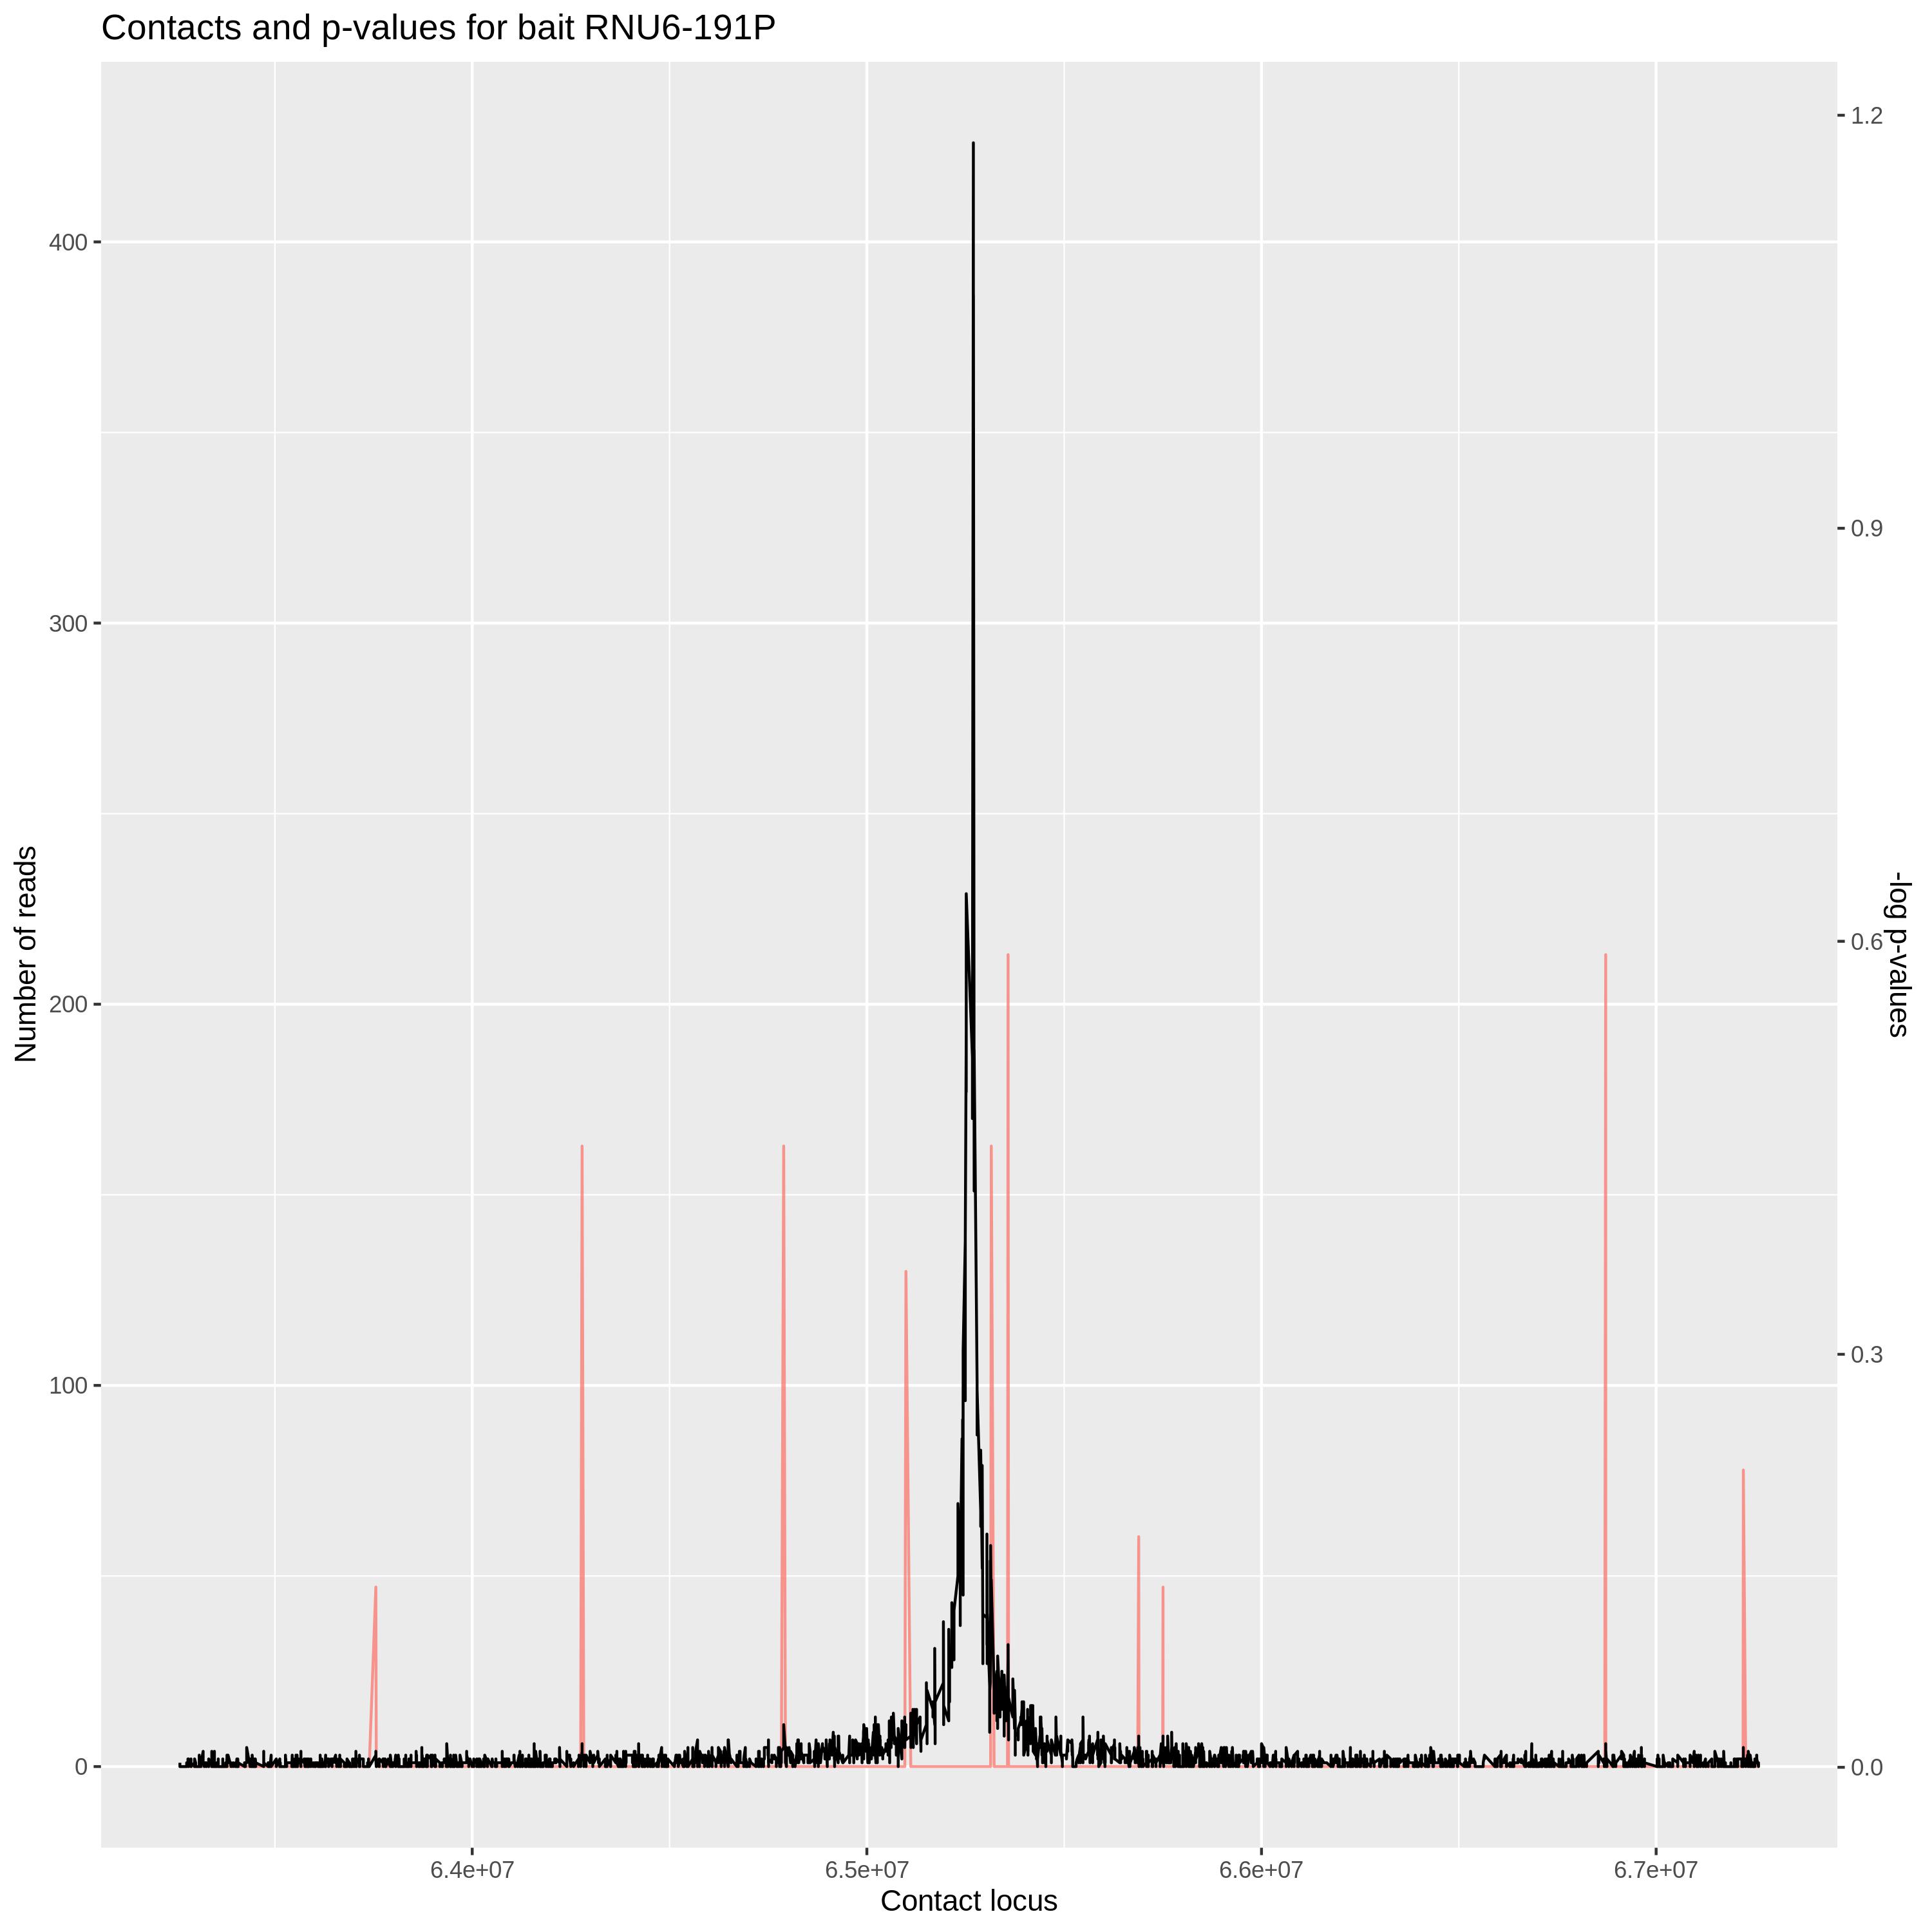 Contacts and p-values for bait RNU6-191P
1.2
400
0.9
300
Number of reads
-log p-values
0.6
200
0.3
100
0
0.0
6.4e+07
6.5e+07
6.6e+07
6.7e+07
Contact locus